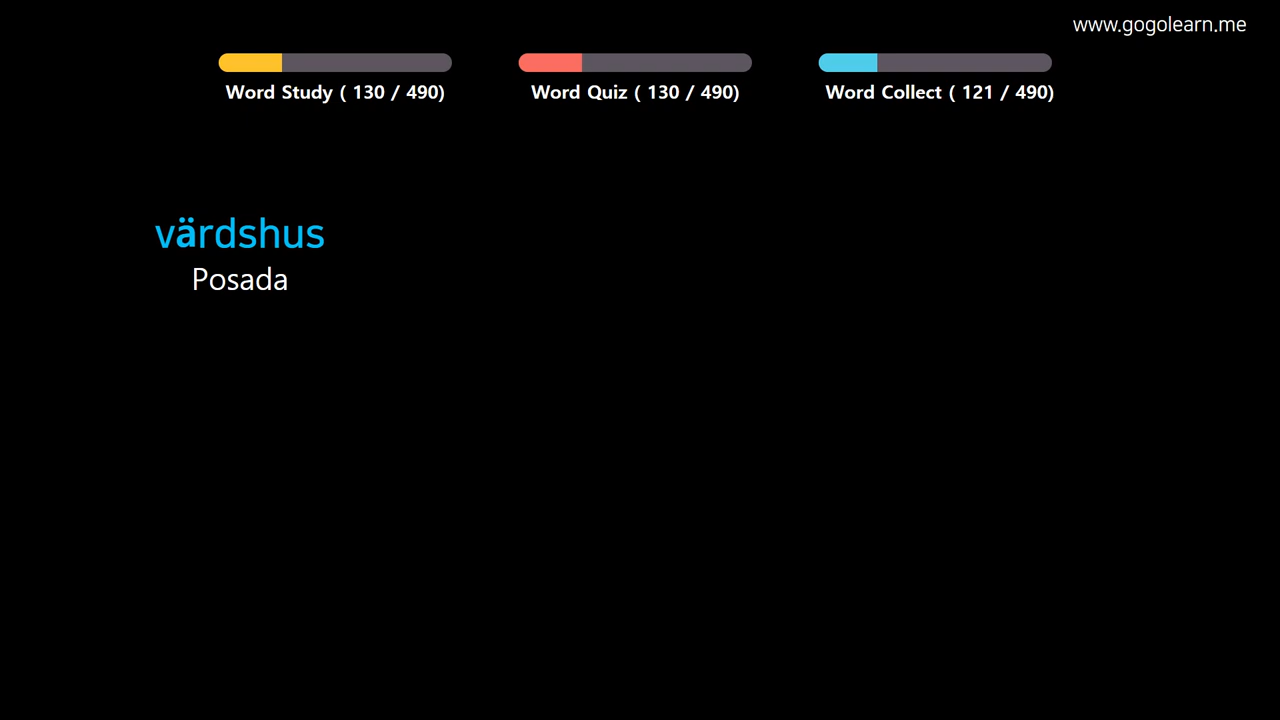 www.gogolearn.me
Word Study ( 130 / 490)
Word Quiz ( 130 / 490)
Word Collect ( 121 / 490)
värdshus
Posada